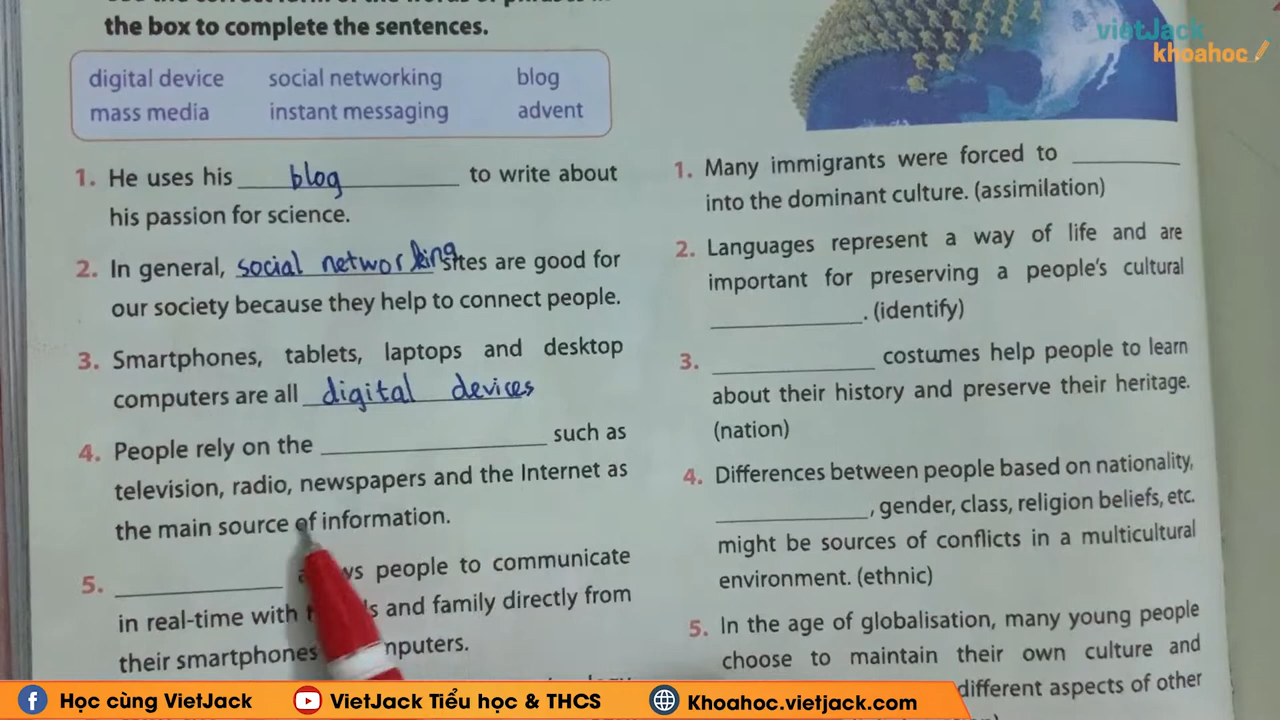 the box to complete the sentences.
digital device social networking blog
mass media instant messaging advent
1. He uses his blog to write about
his passion for science.
2. In general, social networking sites are good for
our society because they help to connect people.
3. Smartphones, tablets, laptops and desktop
computers are all digital devices
4. People rely on the ____ such as
television, radio, newspapers and the Internet as
the main source of information.
5. ____ people to communicate
in real-time with and family directly from
their smartphones
vietJack
khoahoc
1. Many immigrants were forced to ____
into the dominant culture. (assimilation)
2. Languages represent a way of life and are
important for preserving a people's cultural
____. (identify)
3. ____ costumes help people to learn
about their history and preserve their heritage.
(nation)
4. Differences between people based on nationality,
____, gender, class, religion beliefs, etc.
might be sources of conflicts in a multicultural
environment. (ethnic)
5. In the age of globalisation, many young people
choose to maintain their own culture and
different aspects of other
Học cùng VietJack
VietJack Tiểu học & THCS
Khoahoc.vietjack.com